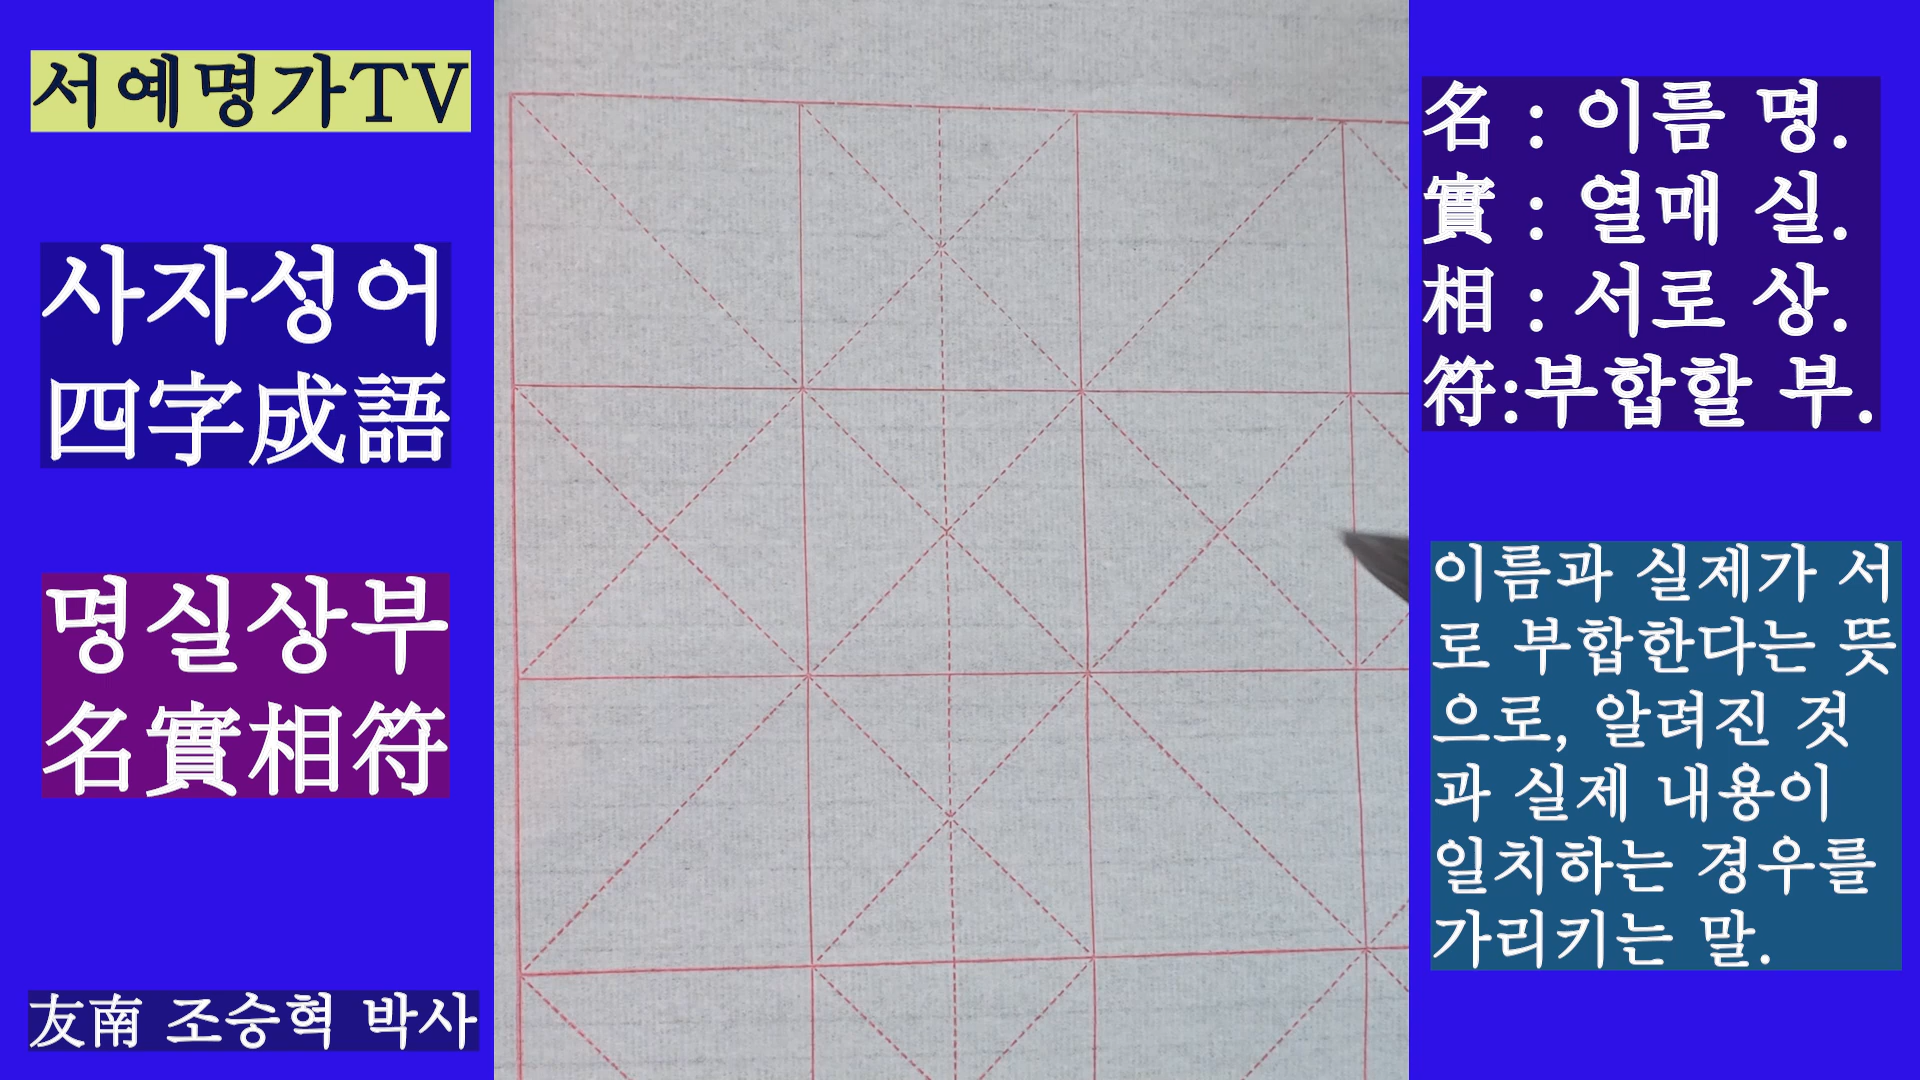 서예명가TV
사자성어
四字成語
명실상부
名實相符
友南 조승혁 박사
名 : 이름 명.
實 : 열매 실.
相 : 서로 상.
符:부합할 부.
이름과 실제가 서
로 부합한다는 뜻
으로, 알려진 것
과 실제 내용이
일치하는 경우를
가리키는 말.